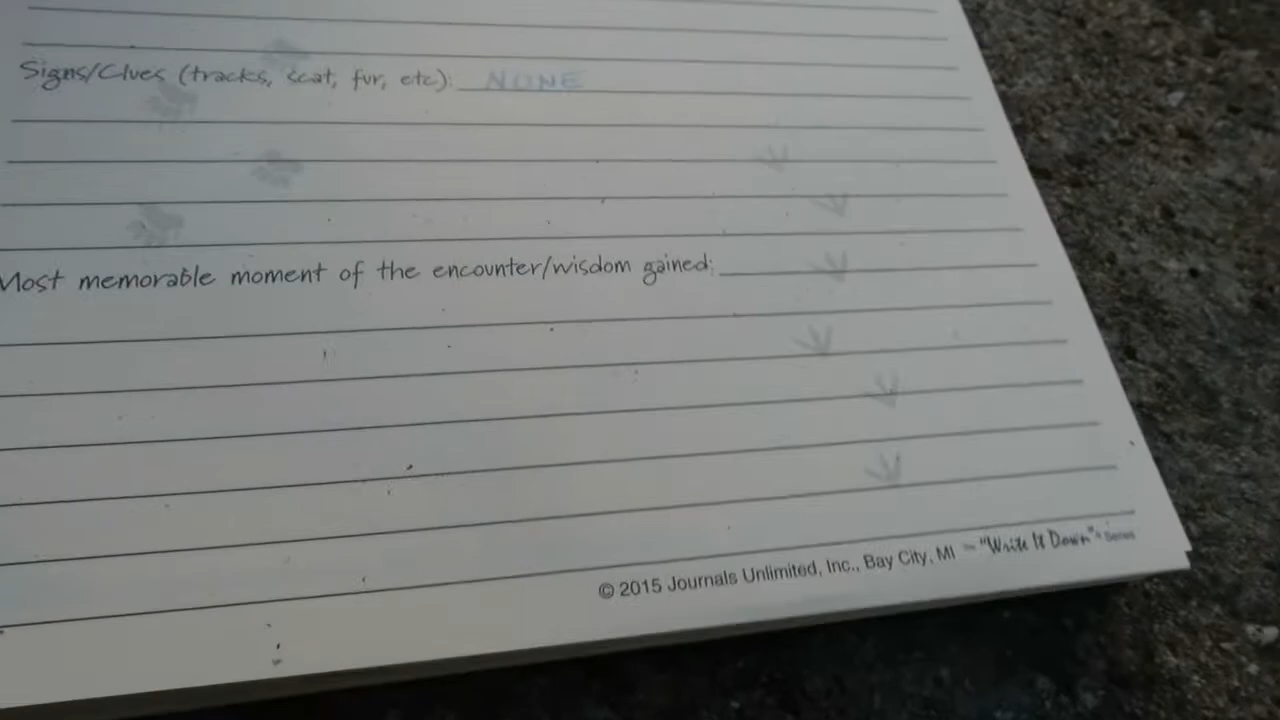 Signs/Clues (tracks, scat, fur, etc): NONE
Most memorable moment of the encounter/wisdom gained:
© 2015 Journals Unlimited, Inc., Bay City, MI ~ "Write It Down"® Series